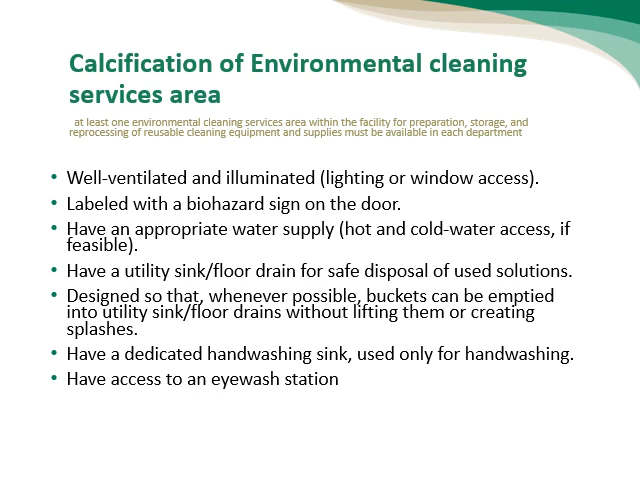 Calcification of Environmental cleaning
services area
at least one environmental cleaning services area within the facility for preparation, storage, and
reprocessing of reusable cleaning equipment and supplies must be available in each department
• Well-ventilated and illuminated (lighting or window access).
• Labeled with a biohazard sign on the door.
• Have an appropriate water supply (hot and cold-water access, if
feasible).
• Have a utility sink/floor drain for safe disposal of used solutions.
• Designed so that, whenever possible, buckets can be emptied
into utility sink/floor drains without lifting them or creating
splashes.
• Have a dedicated handwashing sink, used only for handwashing.
• Have access to an eyewash station